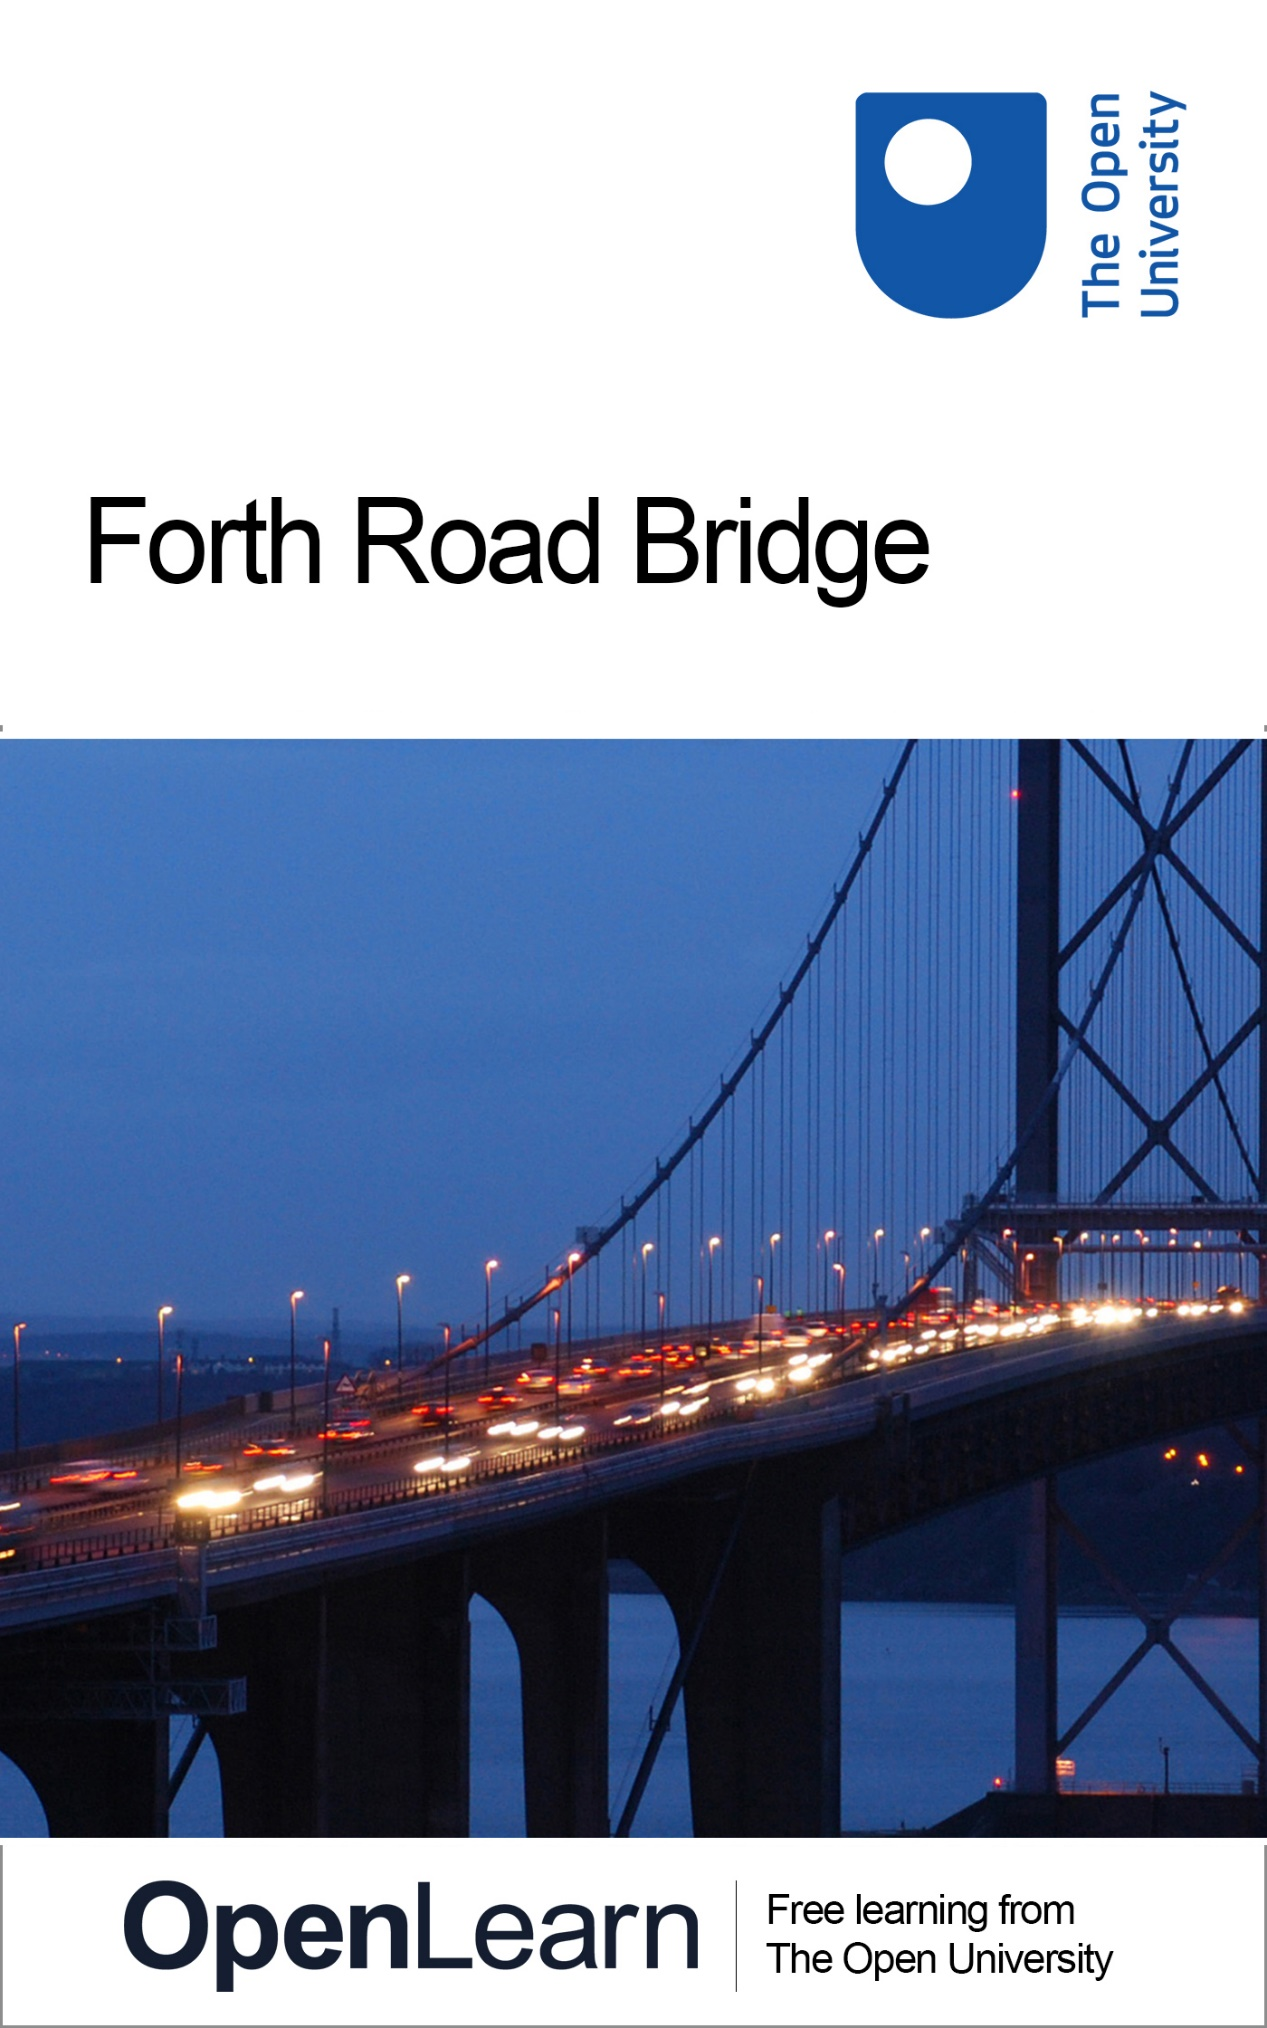 The Open
University
Forth Road Bridge
OpenLearn
Free learning from
The Open University